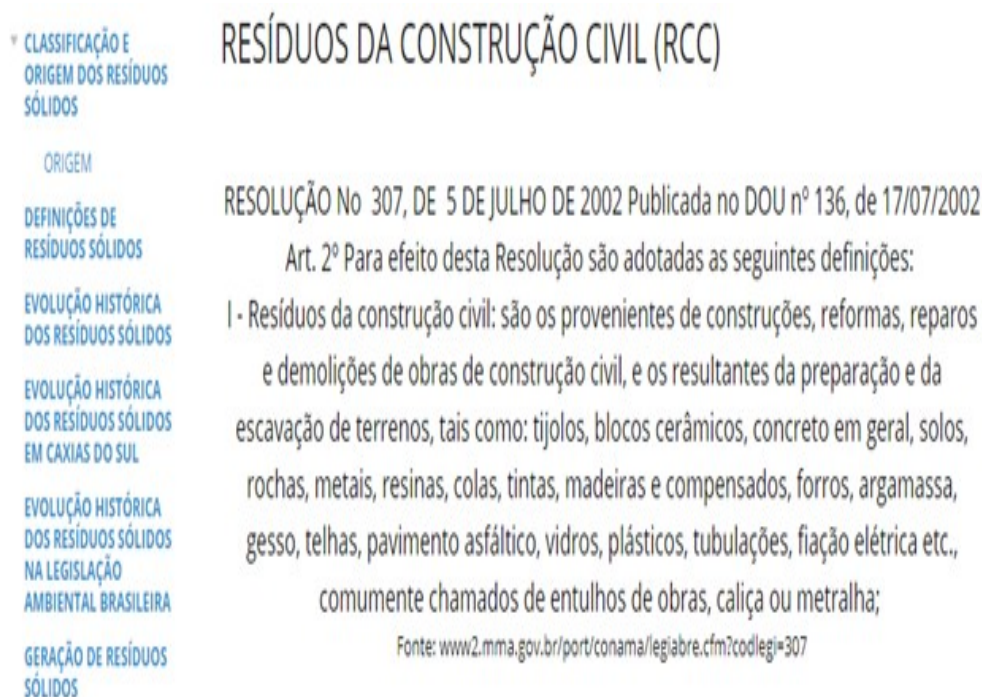 CLASSIFICAÇÃO E
ORIGEM DOS RESÍDUOS
SÓLIDOS
ORIGEM
DEFINIÇÕES DE
RESÍDUOS SÓLIDOS
EVOLUÇÃO HISTÓRICA
DOS RESÍDUOS SÓLIDOS
EVOLUÇÃO HISTÓRICA
DOS RESÍDUOS SÓLIDOS
EM CAXIAS DO SUL
EVOLUÇÃO HISTÓRICA
DOS RESÍDUOS SÓLIDOS
NA LEGISLAÇÃO
AMBIENTAL BRASILEIRA
GERAÇÃO DE RESÍDUOS
SÓLIDOS
RESÍDUOS DA CONSTRUÇÃO CIVIL (RCC)
RESOLUÇÃO No 307, DE 5 DE JULHO DE 2002 Publicada no DOU nº 136, de 17/07/2002
Art. 2º Para efeito desta Resolução são adotadas as seguintes definições:
I - Resíduos da construção civil: são os provenientes de construções, reformas, reparos
e demolições de obras de construção civil, e os resultantes da preparação e da
escavação de terrenos, tais como: tijolos, blocos cerâmicos, concreto em geral, solos,
rochas, metais, resinas, colas, tintas, madeiras e compensados, forros, argamassa,
gesso, telhas, pavimento asfáltico, vidros, plásticos, tubulações, fiação elétrica etc.,
comumente chamados de entulhos de obras, caliça ou metralha;
Fonte: www2.mma.gov.br/port/conama/legiabre.cfm?codlegi=307